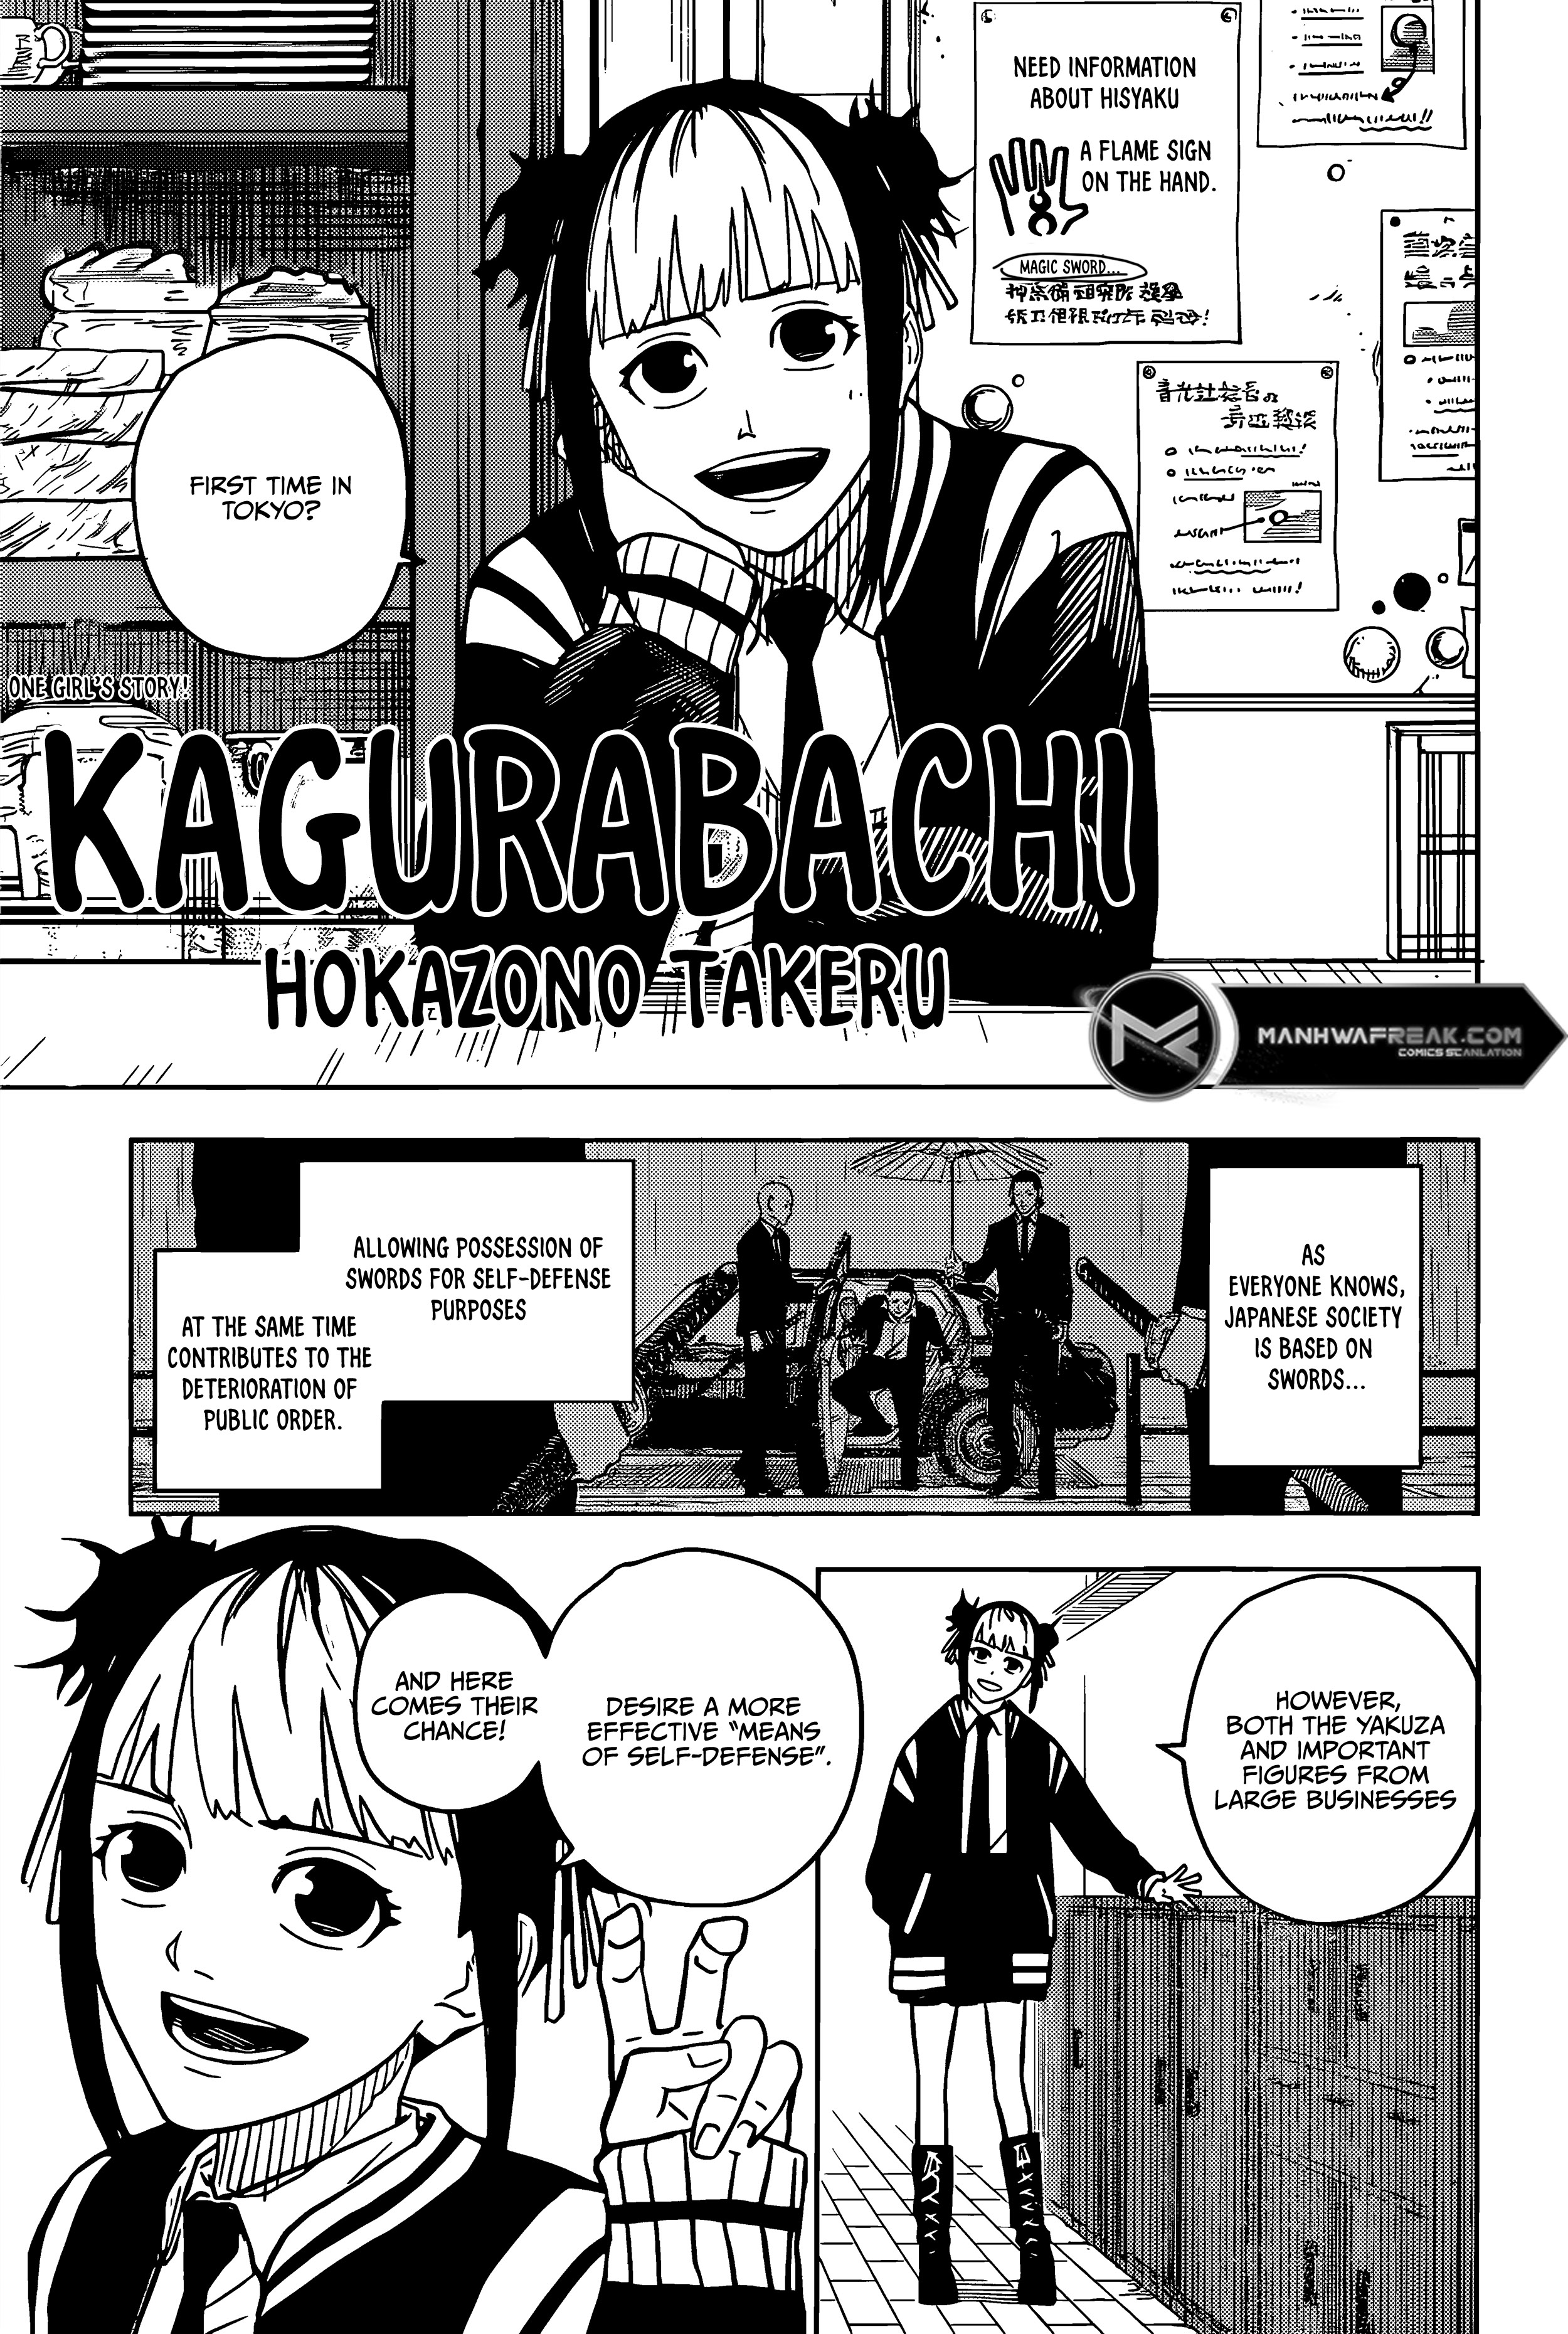 NEED INFORMATION
ABOUT HISYAKU
A FLAME SIGN
ON THE HAND.
MAGIC SWORD...
FIRST TIME IN
TOKYO?
ONE GIRL'S STORY!
KAGURABACHI
HOKAZONO TAKERU
MANHWAFREAK.COM
COMICS SCANLATION
AS
EVERYONE KNOWS,
JAPANESE SOCIETY
IS BASED ON
SWORDS...
ALLOWING POSSESSION OF
SWORDS FOR SELF-DEFENSE
PURPOSES
AT THE SAME TIME
CONTRIBUTES TO THE
DETERIORATION OF
PUBLIC ORDER.
HOWEVER,
BOTH THE YAKUZA
AND IMPORTANT
FIGURES FROM
LARGE BUSINESSES
DESIRE A MORE
EFFECTIVE "MEANS
OF SELF-DEFENSE".
AND HERE
COMES THEIR
CHANCE!